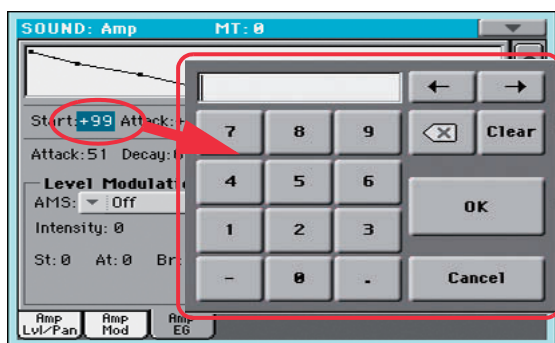 SOUND: Amp MT: 0
Start: +99 Attack: +
Attack: 51 Decay:
Level Modulati
AMS: Off
Intensity: 0
St: 0 At: 0 Br:
← →
7 8 9 Clear
4 5 6
OK
1 2 3
- 0 . Cancel
Amp Lvl/Pan
Amp Mod
Amp EG